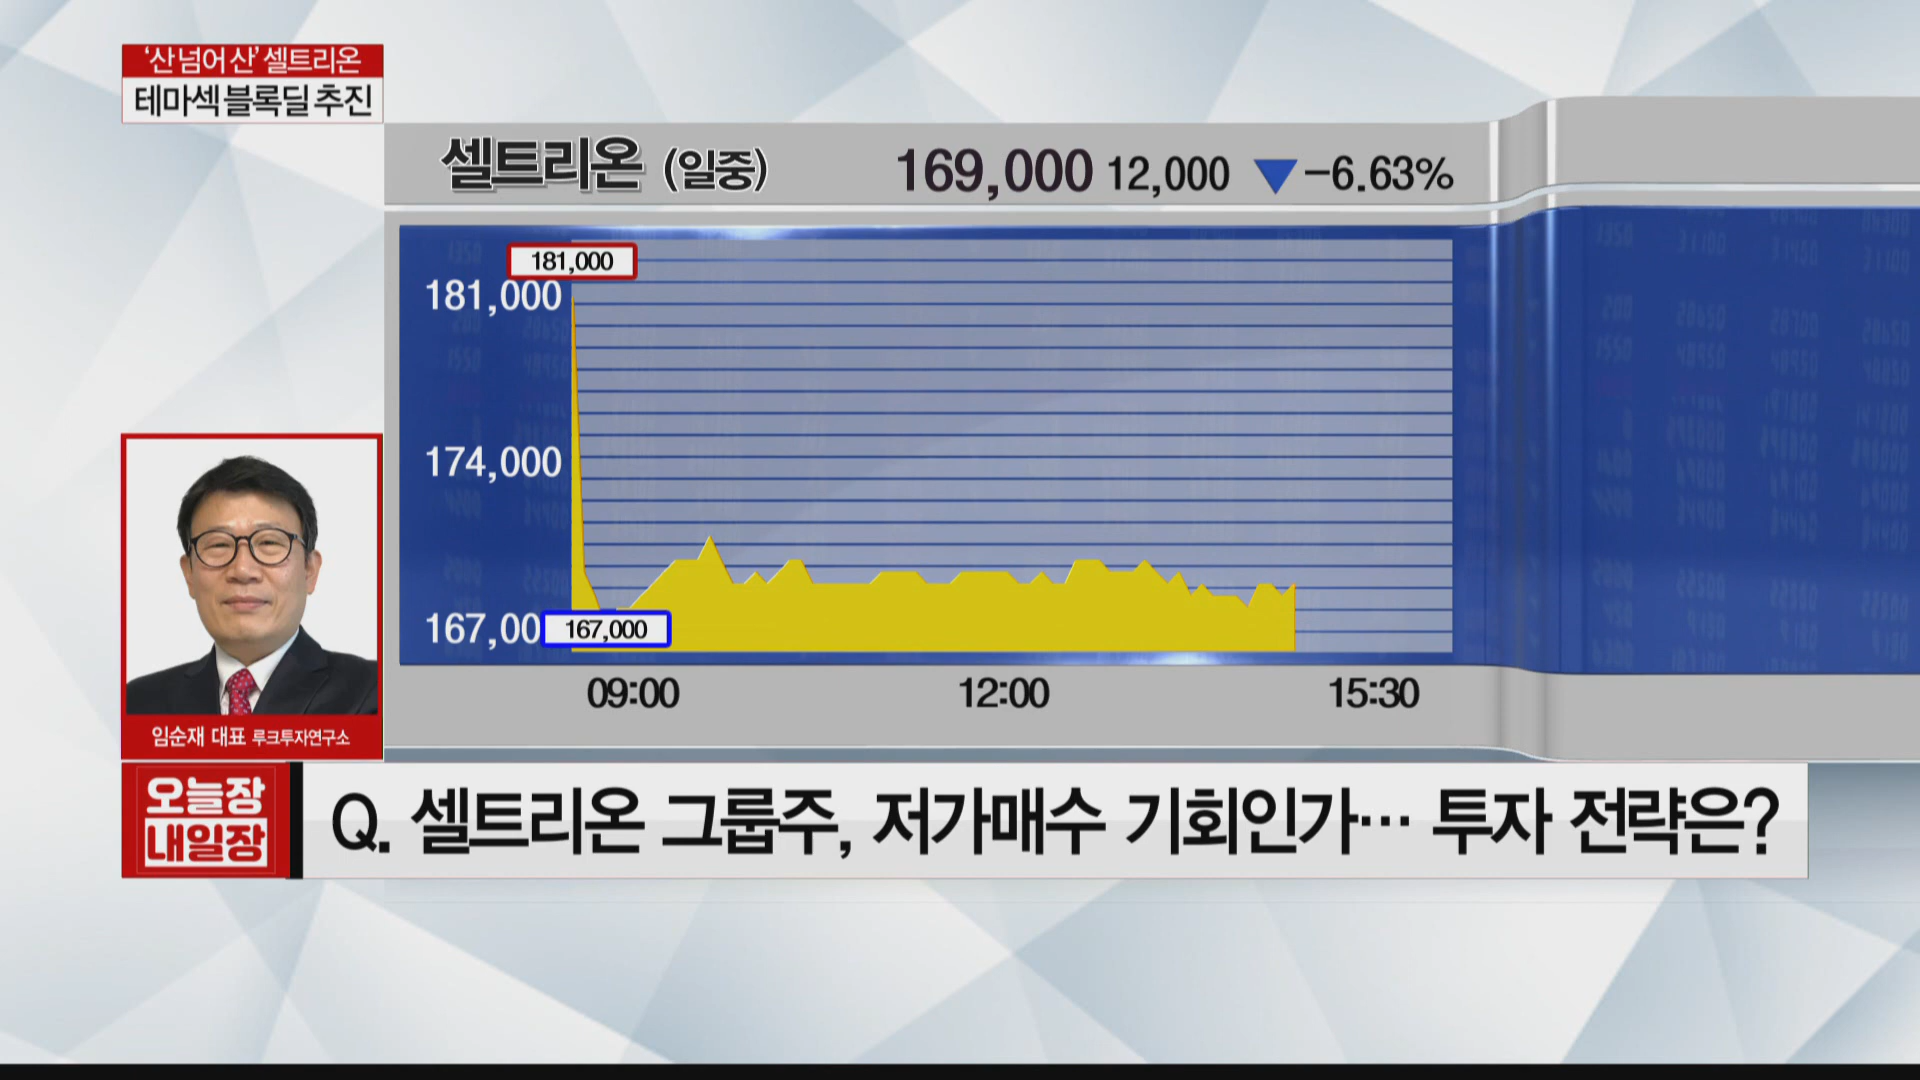 ‘산 넘어 산’ 셀트리온
테마섹 블록딜 추진
셀트리온 (일중) 169,000 12,000 ▼ -6.63%
181,000
181,000
174,000
167,00
167,000
09:00 12:00 15:30
임순재 대표 루크투자연구소
오늘장
내일장
Q. 셀트리온 그룹주, 저가매수 기회인가… 투자 전략은?